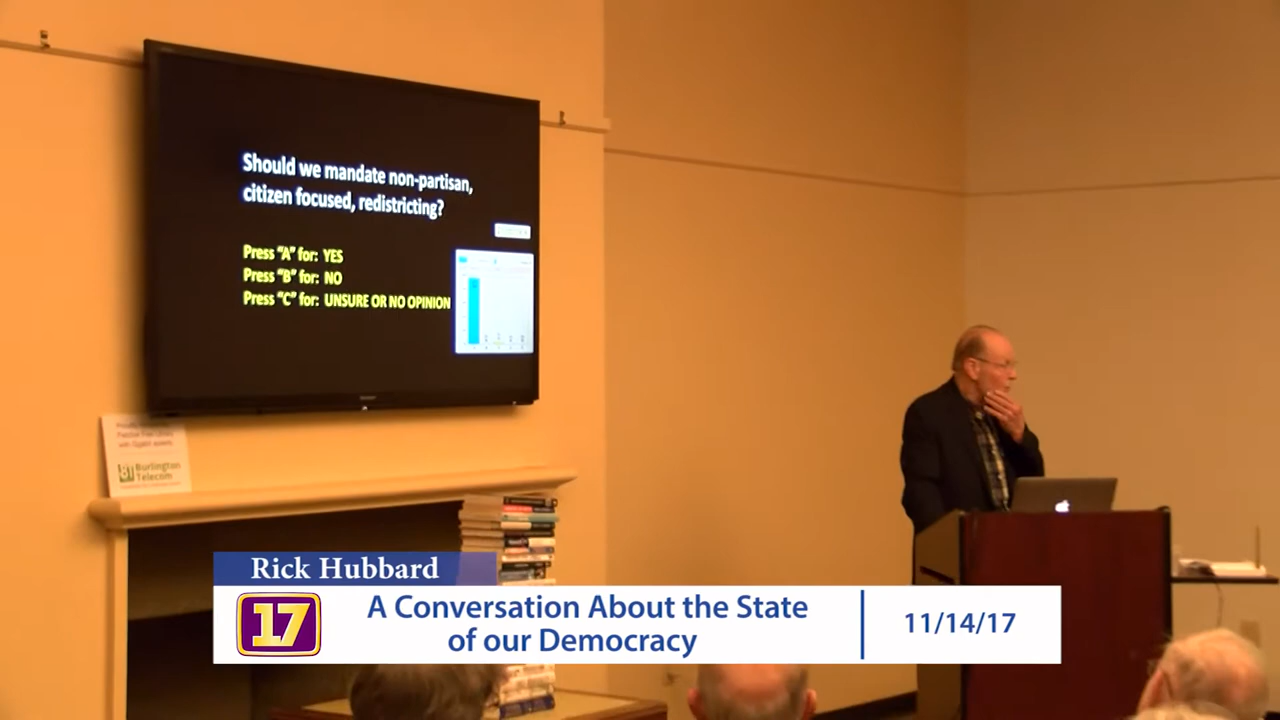 Should we mandate non-partisan,
citizen focused, redistricting?
Press "A" for: YES
Press "B" for: NO
Press "C" for: UNSURE OR NO OPINION
Burlington
Telecom
Rick Hubbard
17
A Conversation About the State
of our Democracy
11/14/17